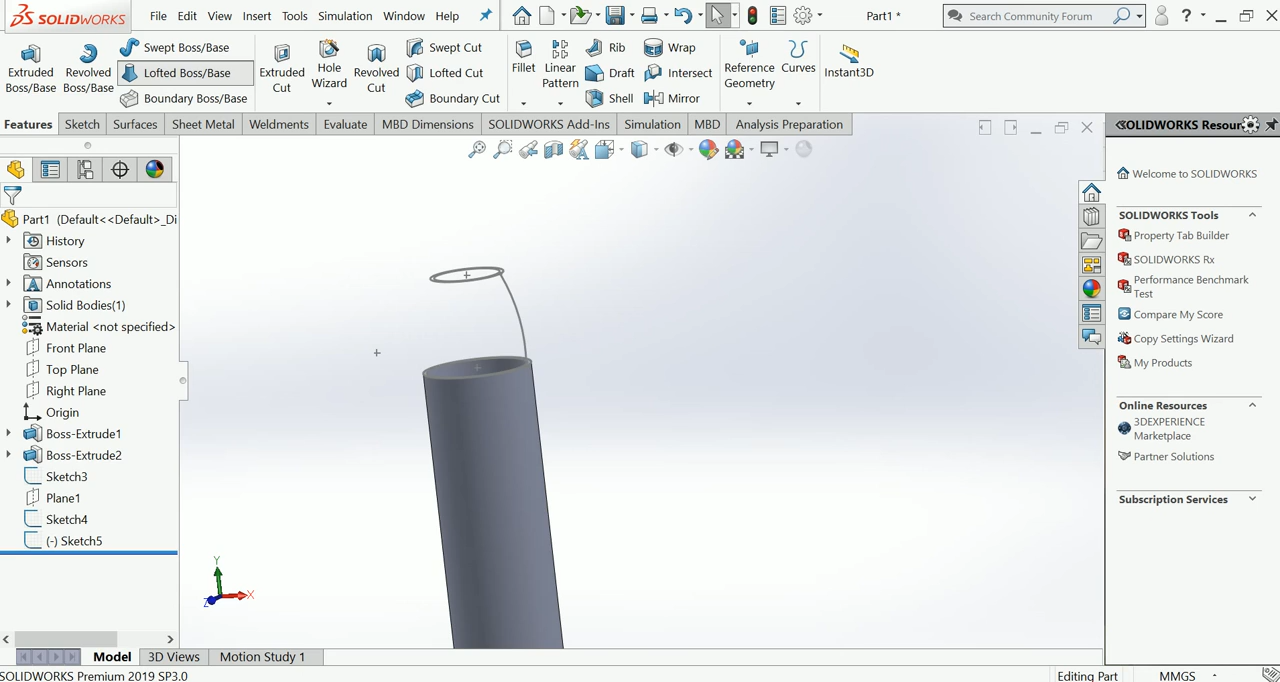 SOLIDWORKS File Edit View Insert Tools Simulation Window Help Part1 * Search Community Forum ?
Extruded Boss/Base
Revolved Boss/Base
Swept Boss/Base
Lofted Boss/Base
Boundary Boss/Base
Extruded Cut
Hole Wizard
Revolved Cut
Swept Cut
Lofted Cut
Boundary Cut
Fillet
Linear Pattern
Rib
Draft
Shell
Wrap
Intersect
Mirror
Reference Geometry
Curves
Instant3D
Features Sketch Surfaces Sheet Metal Weldments Evaluate MBD Dimensions SOLIDWORKS Add-Ins Simulation MBD Analysis Preparation
Part1 (Default<<Default>_Di
History
Sensors
Annotations
Solid Bodies(1)
Material <not specified>
Front Plane
Top Plane
Right Plane
Origin
Boss-Extrude1
Boss-Extrude2
Sketch3
Plane1
Sketch4
(-) Sketch5
Y
X
Z
SOLIDWORKS Resour
Welcome to SOLIDWORKS
SOLIDWORKS Tools
Property Tab Builder
SOLIDWORKS Rx
Performance Benchmark
Test
Compare My Score
Copy Settings Wizard
My Products
Online Resources
3DEXPERIENCE
Marketplace
Partner Solutions
Subscription Services
Model 3D Views Motion Study 1
SOLIDWORKS Premium 2019 SP3.0 Editing Part MMGS